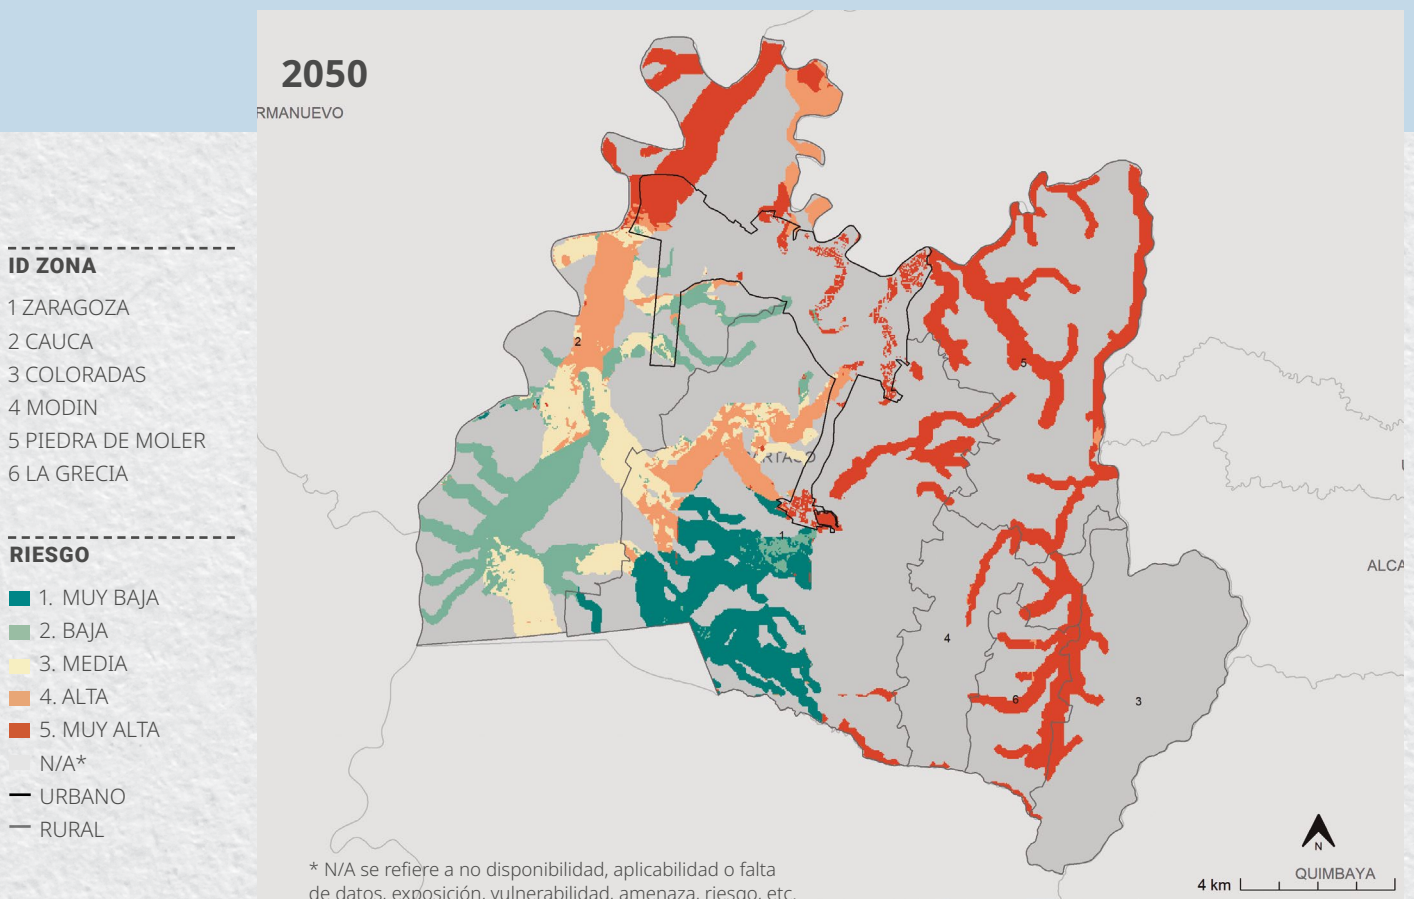 2050
RMANUEVO
ID ZONA
1 ZARAGOZA
2 CAUCA
3 COLORADAS
4 MODIN
5 PIEDRA DE MOLER
6 LA GRECIA
RIESGO
1. MUY BAJA
2. BAJA
3. MEDIA
4. ALTA
5. MUY ALTA
N/A*
URBANO
RURAL
2
5
1
4
6
3
ALCA
N
QUIMBAYA
4 km
* N/A se refiere a no disponibilidad, aplicabilidad o falta
de datos, exposición, vulnerabilidad, amenaza, riesgo, etc.